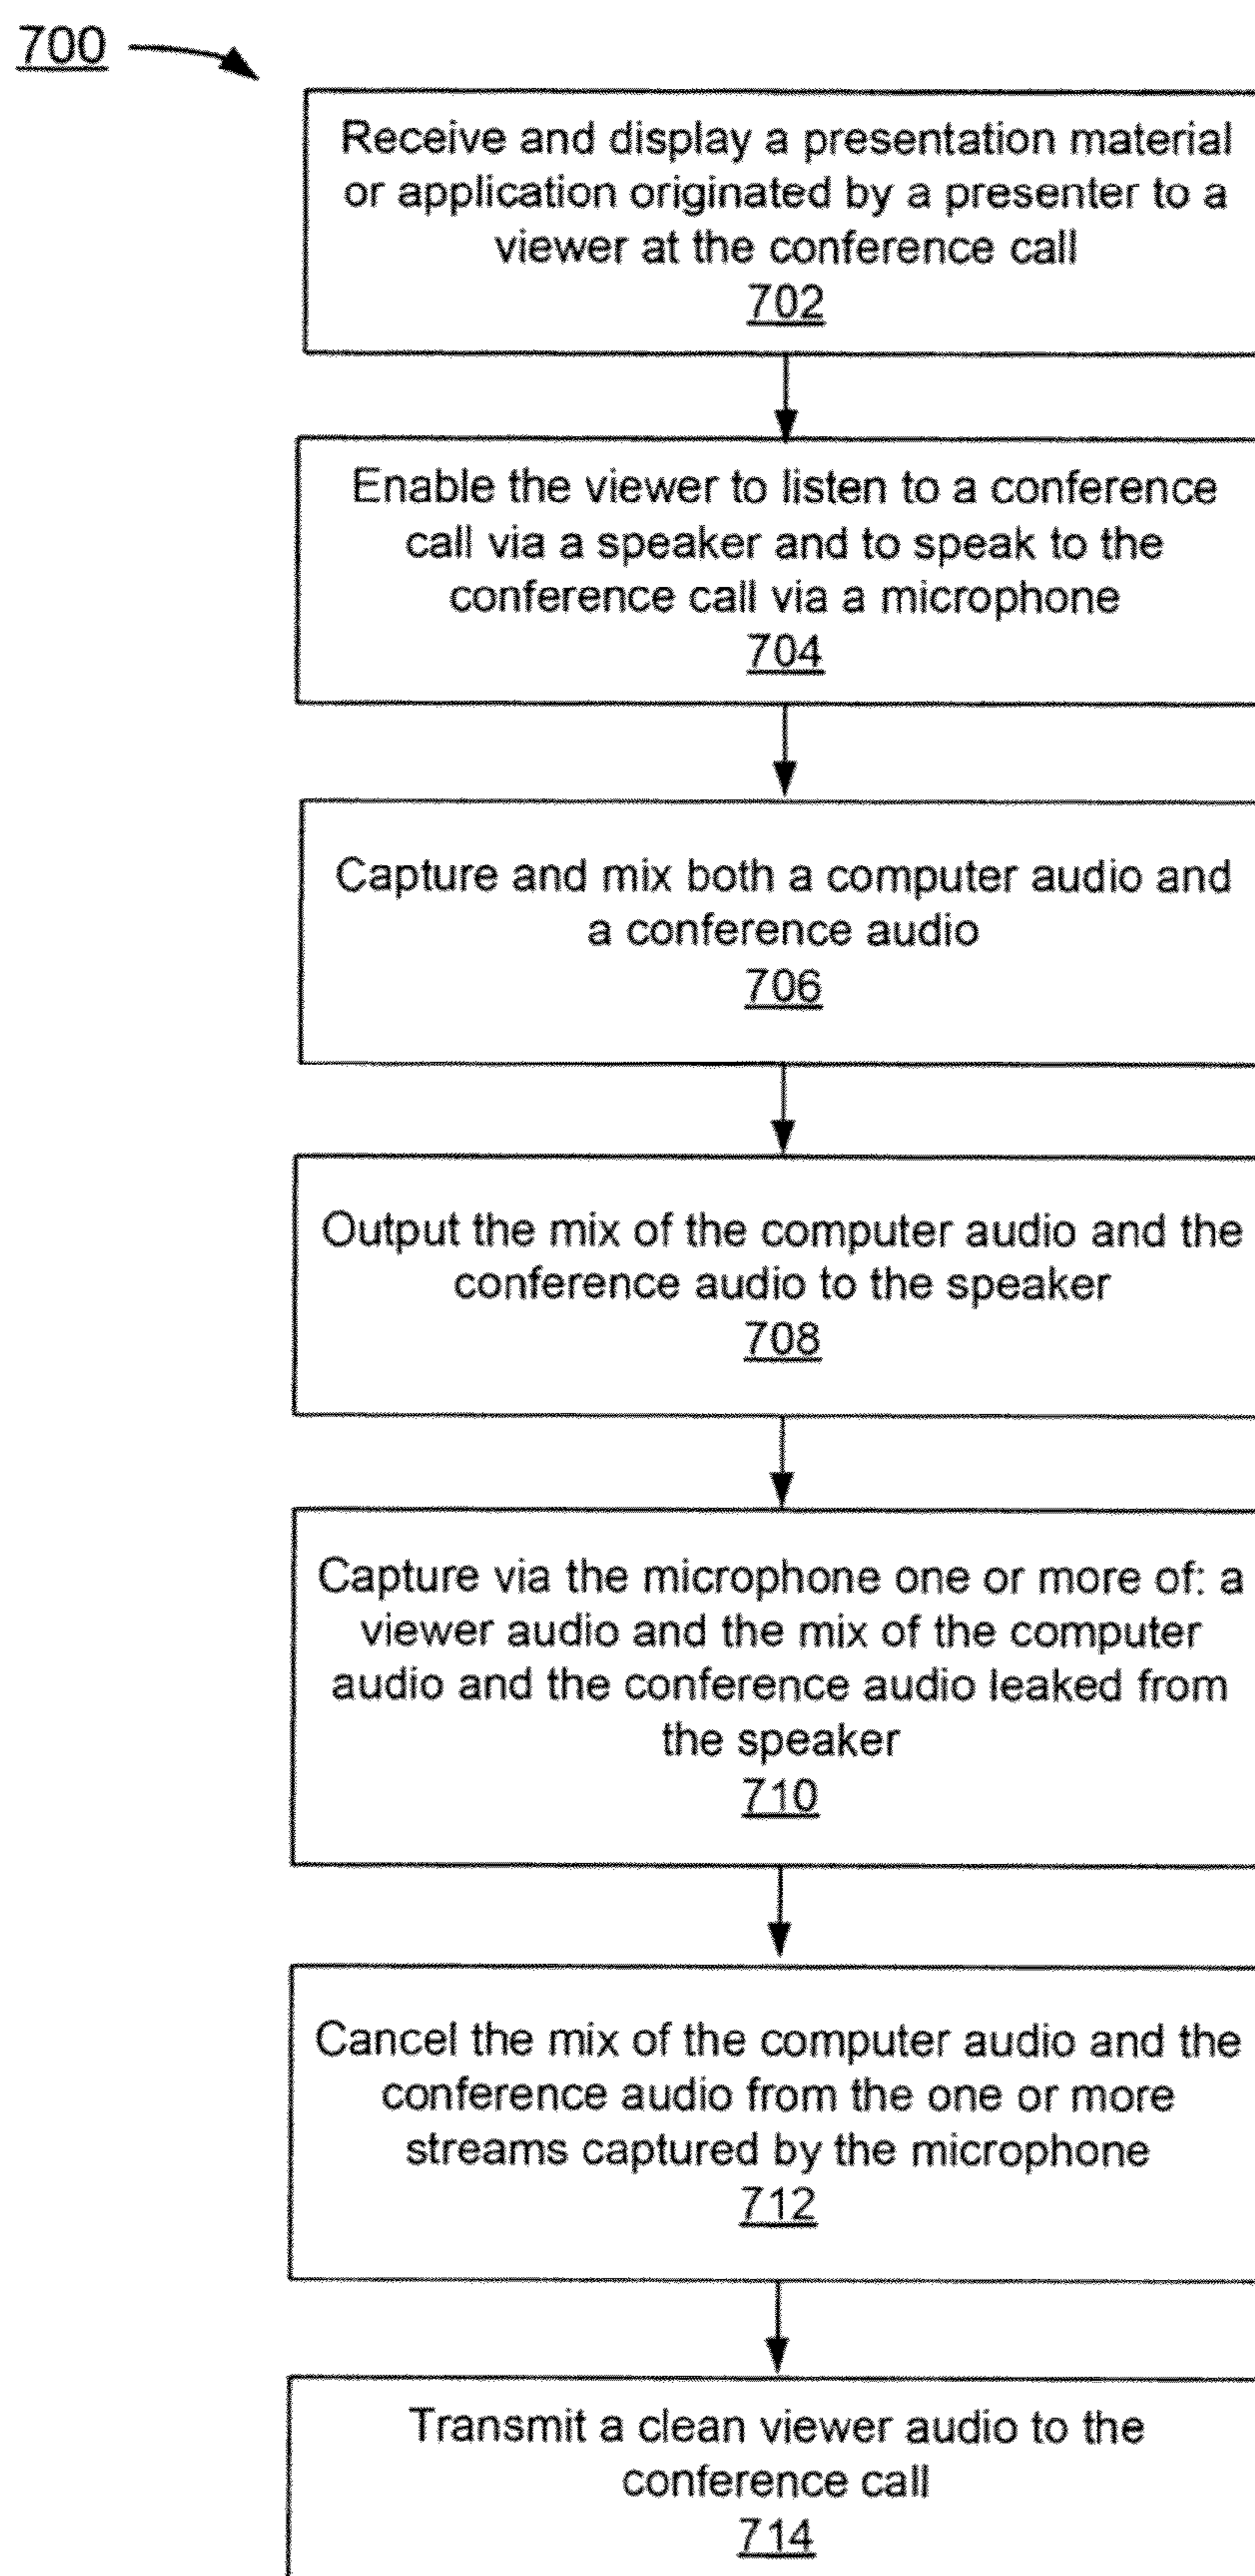 700
Receive and display a presentation material
or application originated by a presenter to a
viewer at the conference call
702
Enable the viewer to listen to a conference
call via a speaker and to speak to the
conference call via a microphone
704
Capture and mix both a computer audio and
a conference audio
706
Output the mix of the computer audio and the
conference audio to the speaker
708
Capture via the microphone one or more of: a
viewer audio and the mix of the computer
audio and the conference audio leaked from
the speaker
710
Cancel the mix of the computer audio and the
conference audio from the one or more
streams captured by the microphone
712
Transmit a clean viewer audio to the
conference call
714